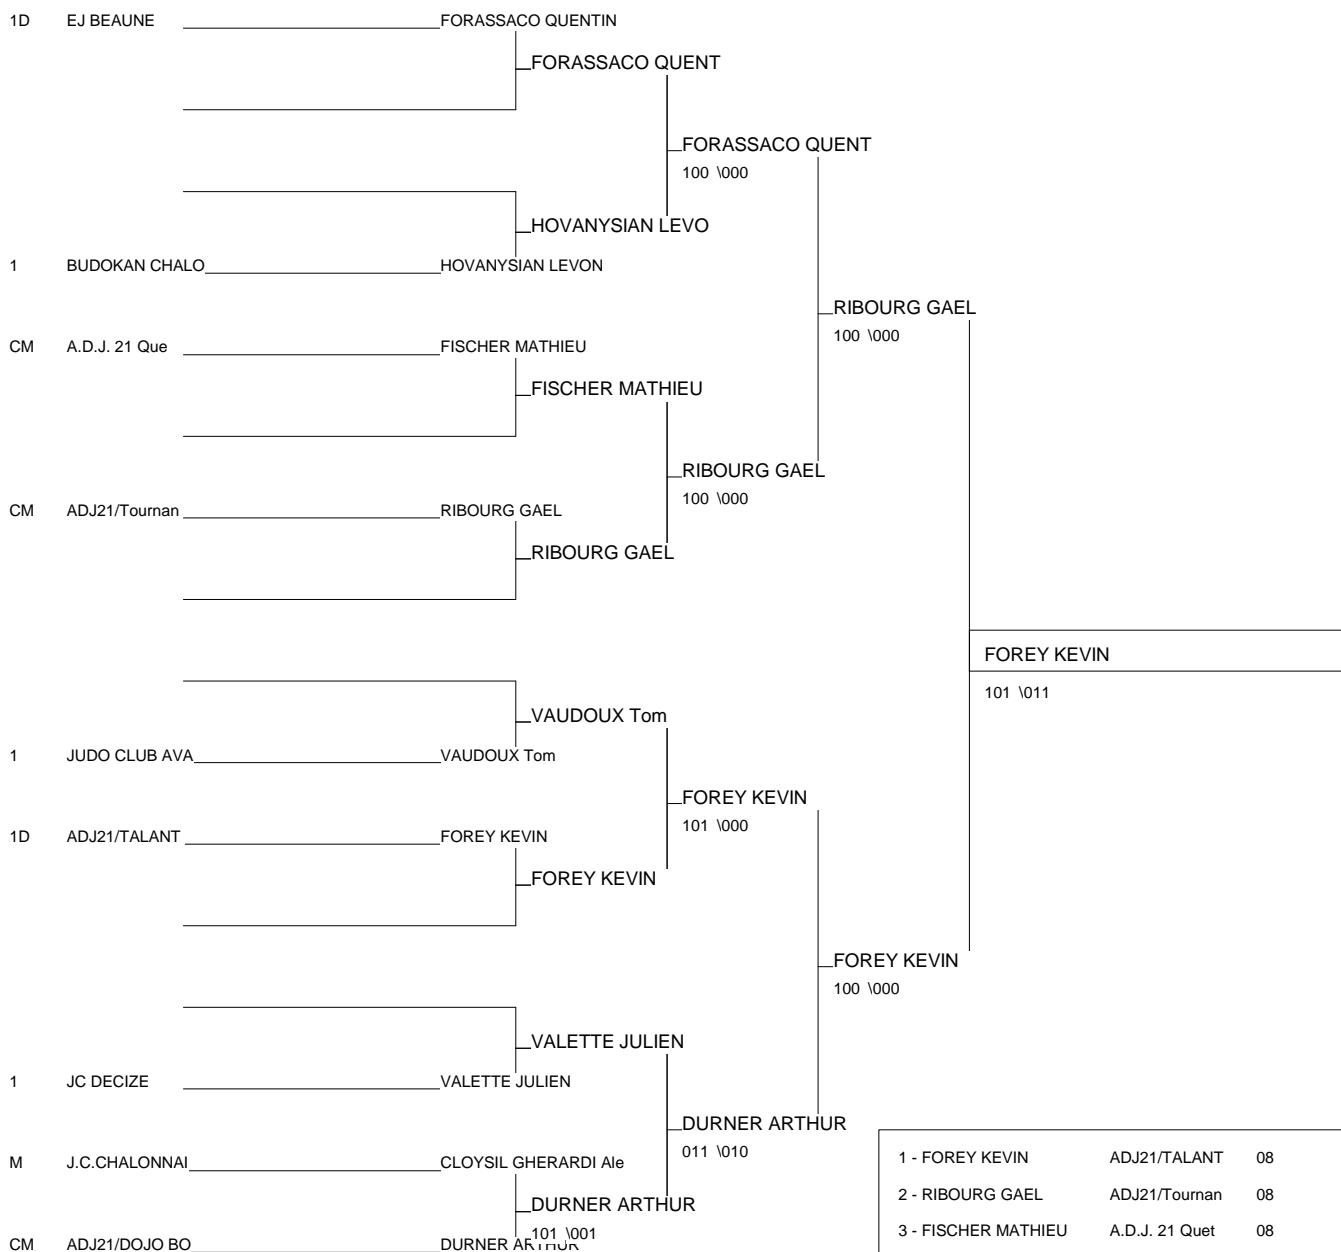 1D EJ BEAUNE FORASSACO QUENTIN
FORASSACO QUENT
FORASSACO QUENT
100 \000
HOVANYSIAN LEVO
1 BUDOKAN CHALO HOVANYSIAN LEVON
RIBOURG GAEL
100 \000
CM A.D.J. 21 Que FISCHER MATHIEU
FISCHER MATHIEU
RIBOURG GAEL
100 \000
CM ADJ21/Tournan RIBOURG GAEL
RIBOURG GAEL
FOREY KEVIN
101 \011
VAUDOUX Tom
1 JUDO CLUB AVA VAUDOUX Tom
FOREY KEVIN
101 \000
1D ADJ21/TALANT FOREY KEVIN
FOREY KEVIN
FOREY KEVIN
100 \000
VALETTE JULIEN
1 JC DECIZE VALETTE JULIEN
DURNER ARTHUR
011 \010
M J.C.CHALONNAI CLOYSIL GHERARDI Ale
DURNER ARTHUR
101 \001
CM ADJ21/DOJO BO DURNER ARTHUR
1 - FOREY KEVIN ADJ21/TALANT 08
2 - RIBOURG GAEL ADJ21/Tournan 08
3 - FISCHER MATHIEU A.D.J. 21 Quet 08